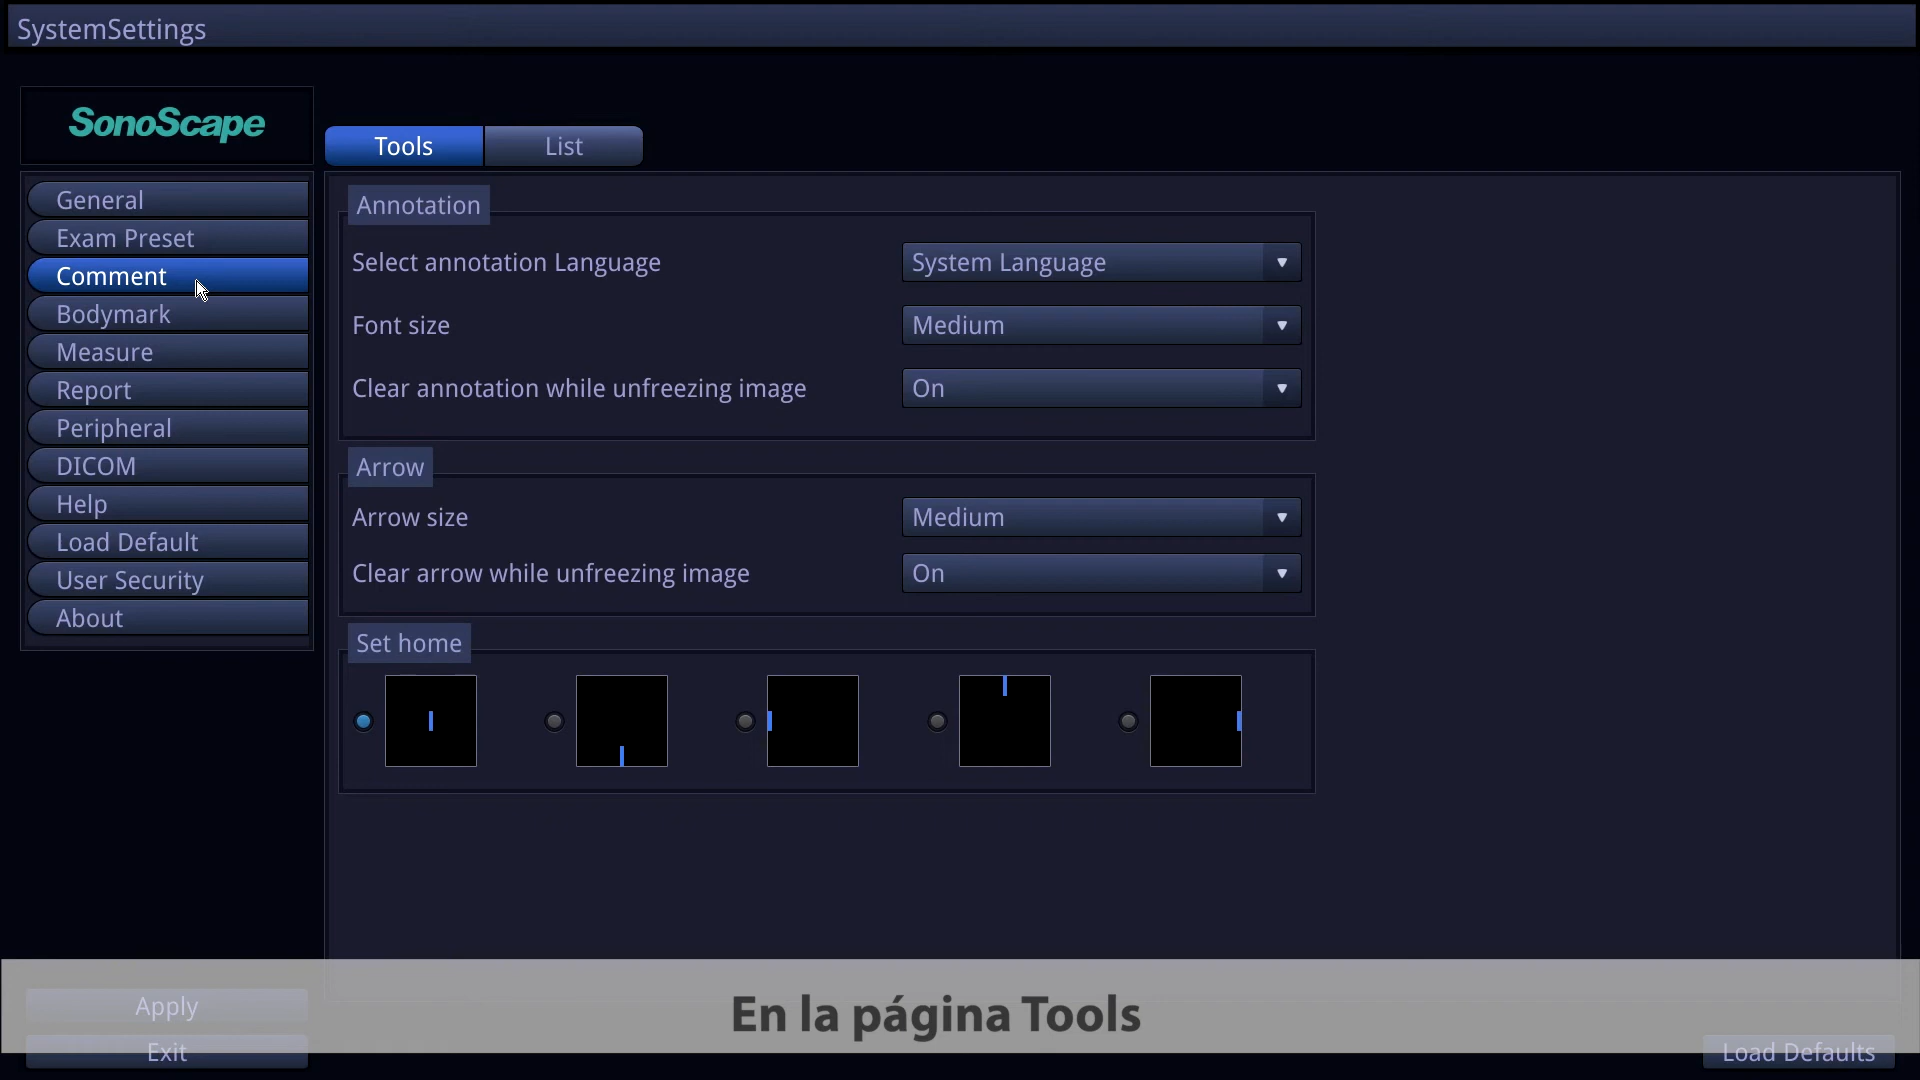 SystemSettings
SonoScape
Tools
List
General
Exam Preset
Comment
Bodymark
Measure
Report
Peripheral
DICOM
Help
Load Default
User Security
About
Annotation
Select annotation Language
System Language
Font size
Medium
Clear annotation while unfreezing image
On
Arrow
Arrow size
Medium
Clear arrow while unfreezing image
On
Set home
Apply
En la página Tools
Exit
Load Defaults